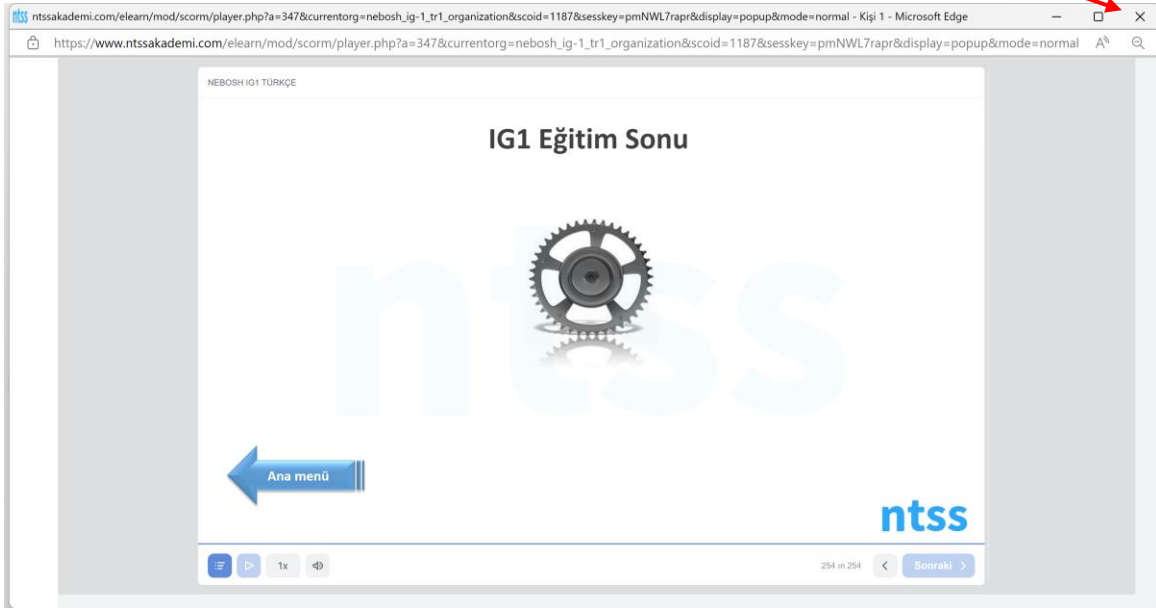 ntss ntssakademi.com/elearn/mod/scorm/player.php?a=347&currentorg=nebosh_ig-1_tr1_organization&scoid=1187&sesskey=pmNWL7rapr&display=popup&mode=normal - Kişi 1 - Microsoft Edge
https://www.ntssakademi.com/elearn/mod/scorm/player.php?a=347&currentorg=nebosh_ig-1_tr1_organization&scoid=1187&sesskey=pmNWL7rapr&display=popup&mode=normal
NEBOSH IG1 TÜRKÇE
IG1 Eğitim Sonu
ntss
Ana menü
ntss
1x
254 ın 254
Sonraki